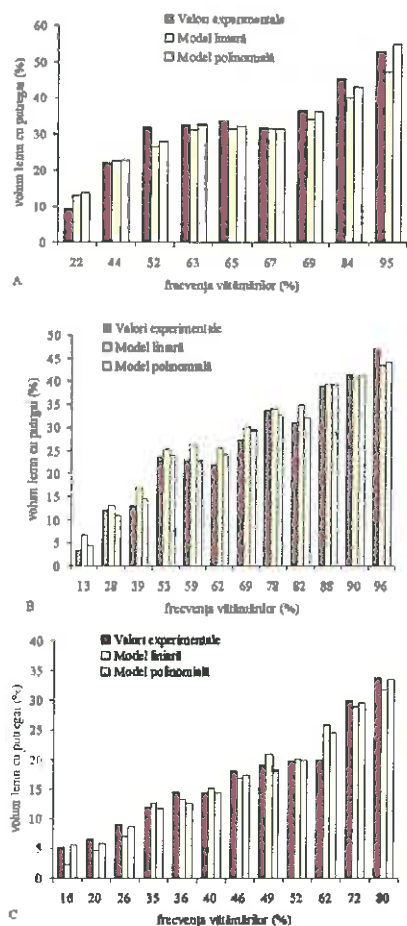 Valori experimentale
Model liniară
Model polinomială
volum lemn cu putregai (%)
60
50
40
30
20
10
0
22 44 52 63 65 67 69 84 95
A
frecvenţa vătămărilor (%)
Valori experimentale
Model liniară
Model polinomială
volum lemn cu putregai (%)
50
45
40
35
30
25
20
15
10
5
0
13 28 39 53 59 62 69 78 82 88 90 96
B
frecvenţa vătămărilor (%)
Valori experimentale
Model liniară
Model polinomială
volum lemn cu putregai (%)
40
35
30
25
20
15
10
5
0
16 20 26 35 36 40 46 49 52 62 72 80
C
frecvenţa vătămărilor (%)